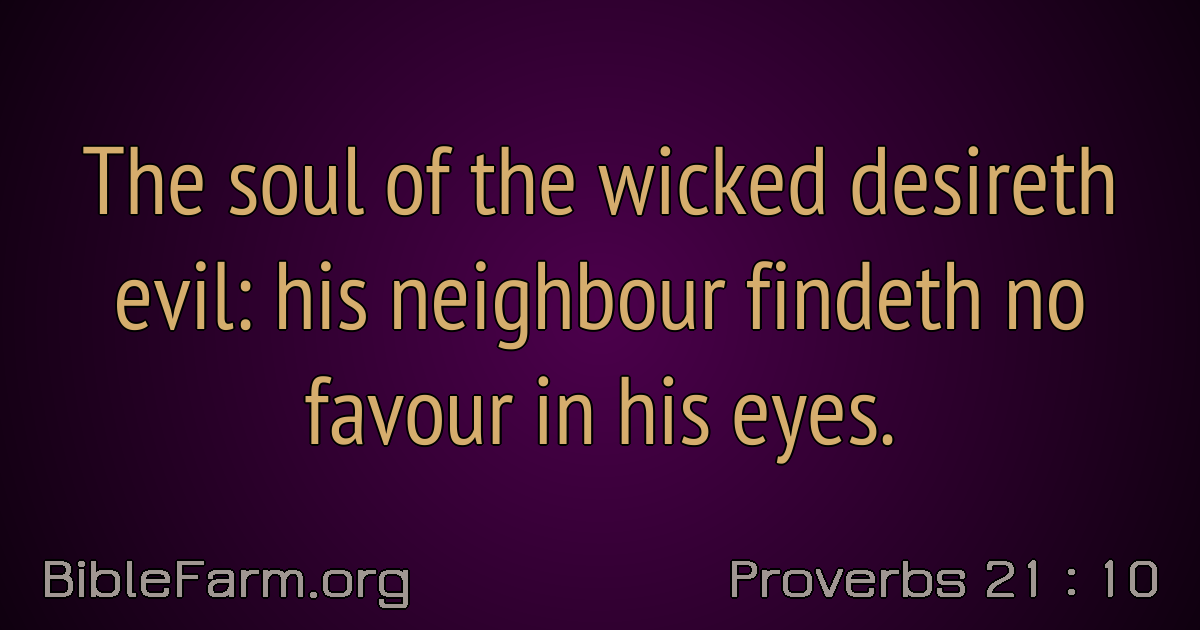 The soul of the wicked desireth
evil: his neighbour findeth no
favour in his eyes.
BibleFarm.org
Proverbs 21 : 10